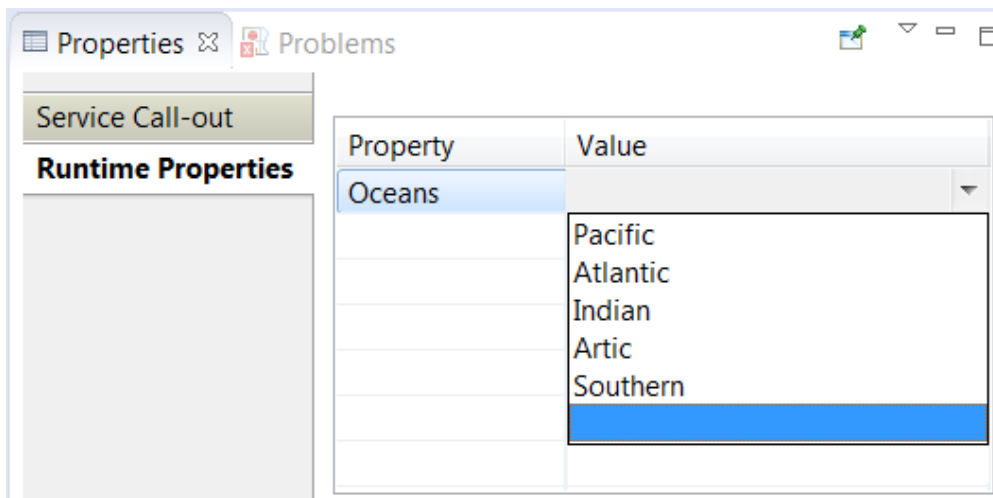 Properties Problems
Service Call-out
Runtime Properties
Property Value
Oceans
Pacific
Atlantic
Indian
Artic
Southern